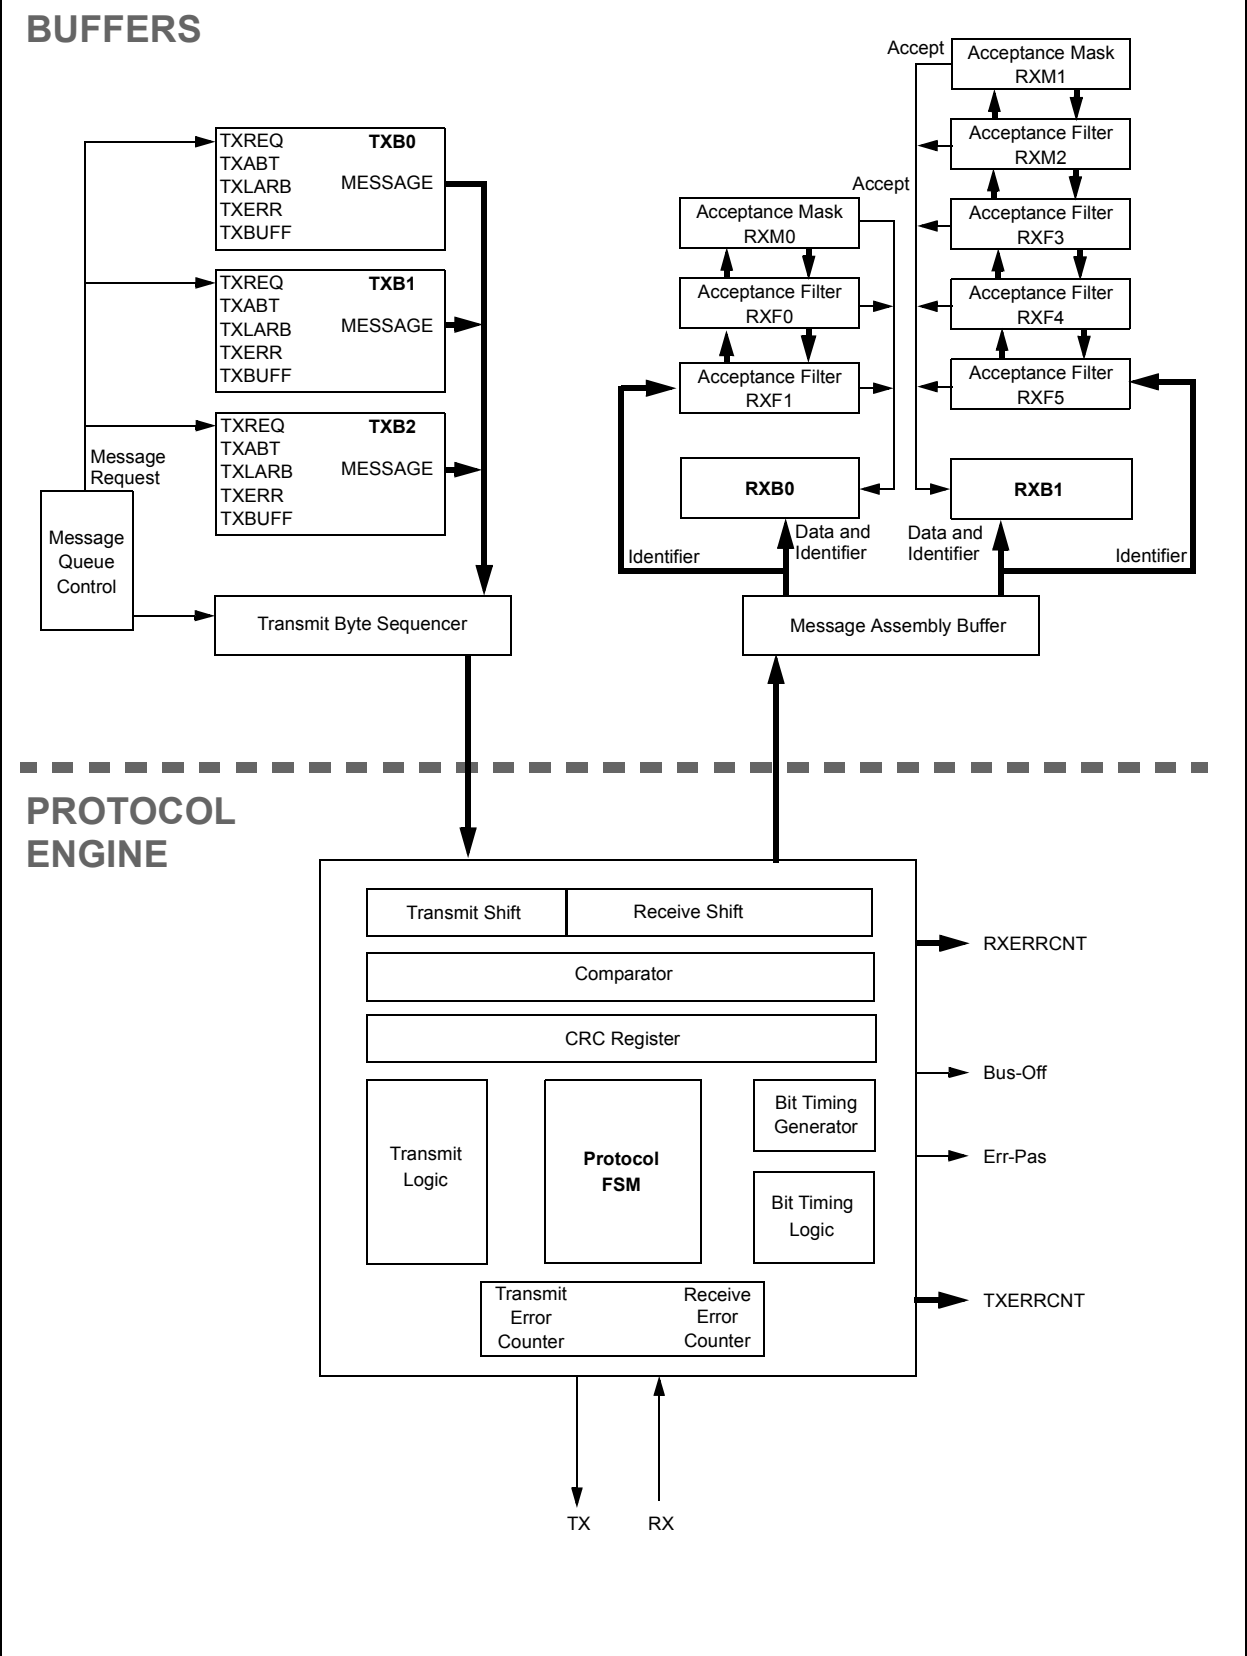 BUFFERS
TXREQ TXB0
TXABT
TXLARB MESSAGE
TXERR
TXBUFF
TXREQ TXB1
TXABT
TXLARB MESSAGE
TXERR
TXBUFF
TXREQ TXB2
TXABT
TXLARB MESSAGE
TXERR
TXBUFF
Message
Request
Message
Queue
Control
Transmit Byte Sequencer
Accept
Acceptance Mask
RXM0
Acceptance Filter
RXF0
Acceptance Filter
RXF1
RXB0
Data and
Identifier
Identifier
Accept
Acceptance Mask
RXM1
Acceptance Filter
RXM2
Acceptance Filter
RXF3
Acceptance Filter
RXF4
Acceptance Filter
RXF5
RXB1
Data and
Identifier
Identifier
Message Assembly Buffer
PROTOCOL
ENGINE
Transmit Shift
Receive Shift
Comparator
CRC Register
Transmit
Logic
Protocol
FSM
Bit Timing
Generator
Bit Timing
Logic
Transmit
Error
Counter
Receive
Error
Counter
RXERRCNT
Bus-Off
Err-Pas
TXERRCNT
TX
RX